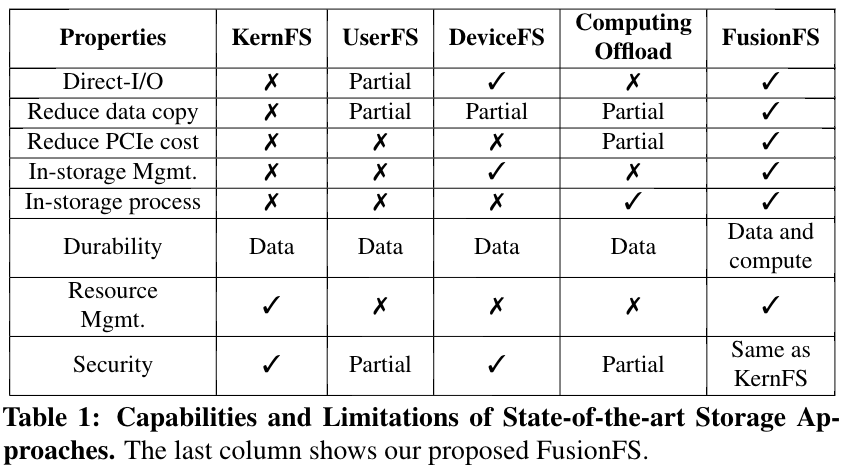 Properties KernFS UserFS DeviceFS Computing Offload FusionFS
Direct-I/O ✗ Partial ✓ ✗ ✓
Reduce data copy ✗ Partial Partial Partial ✓
Reduce PCIe cost ✗ ✗ ✗ Partial ✓
In-storage Mgmt. ✗ ✗ ✓ ✗ ✓
In-storage process ✗ ✗ ✗ ✓ ✓
Durability Data Data Data Data Data and compute
Resource Mgmt. ✓ ✗ ✗ ✗ ✓
Security ✓ Partial ✓ Partial Same as KernFS
Table 1: Capabilities and Limitations of State-of-the-art Storage Ap-
proaches. The last column shows our proposed FusionFS.